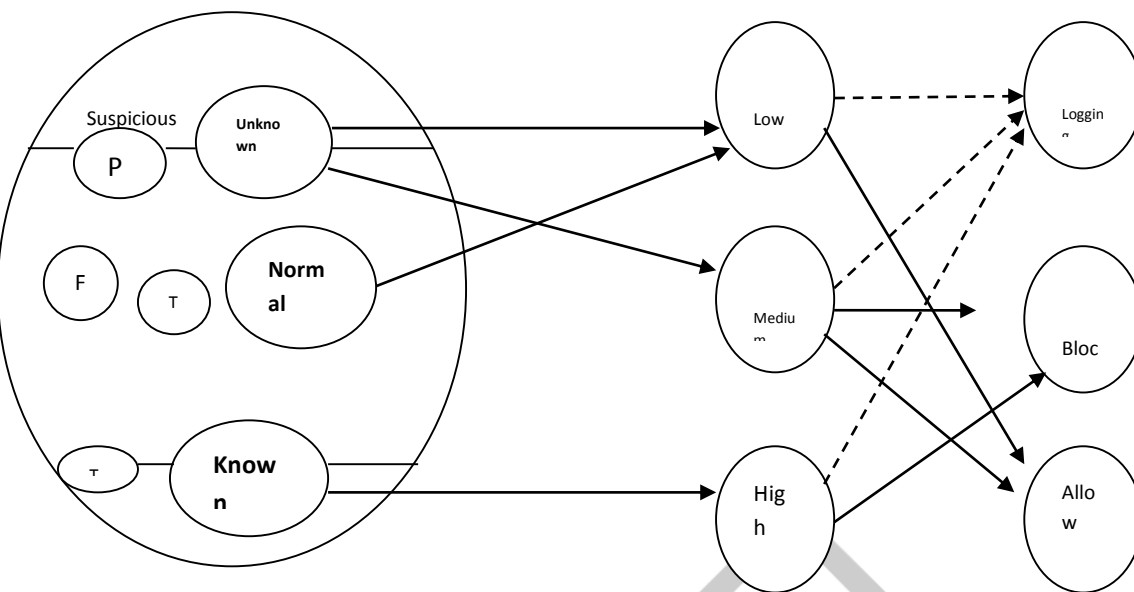 Suspicious
P
Unkno
wn
Low
Loggin
F
T
Norm
al
Mediu
Bloc
T
Know
n
Hig
h
Allo
w